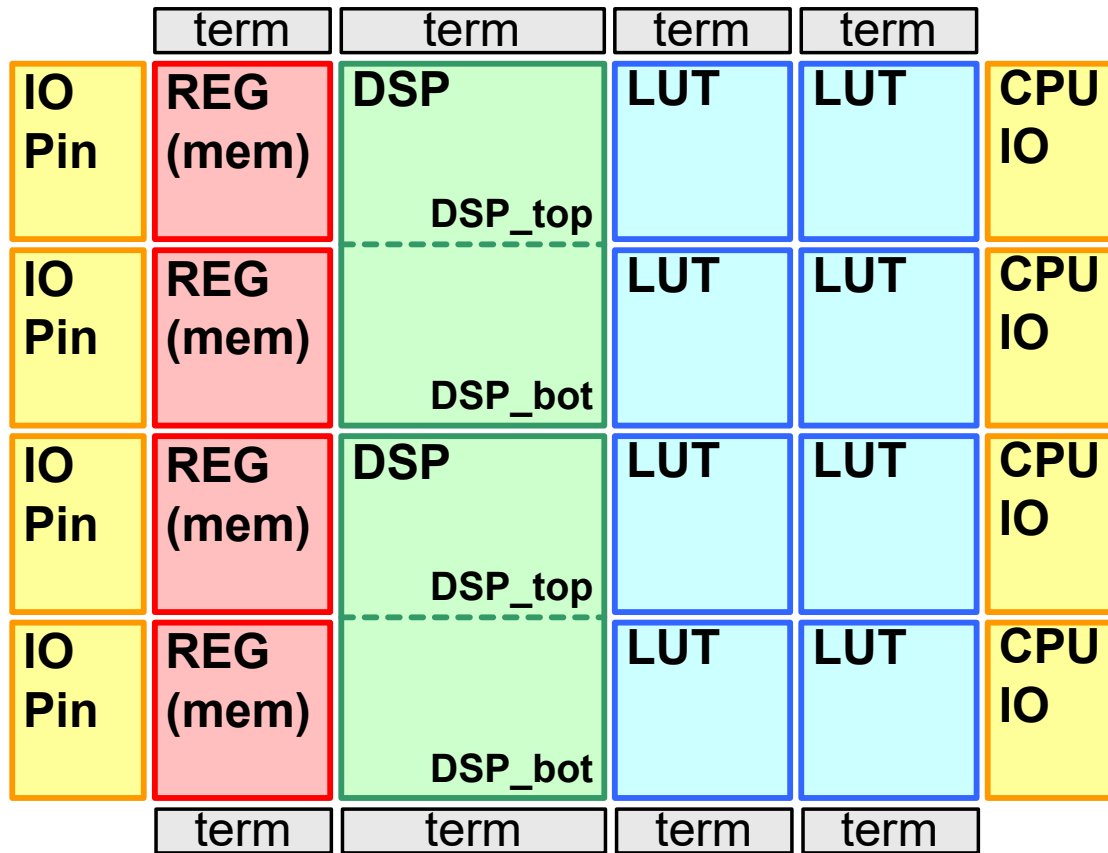 term term term term
IO REG DSP LUT LUT CPU
Pin (mem) IO
DSP_top
IO REG LUT LUT CPU
Pin (mem) IO
DSP_bot
IO REG DSP LUT LUT CPU
Pin (mem) IO
DSP_top
IO REG LUT LUT CPU
Pin (mem) IO
DSP_bot
term term term term